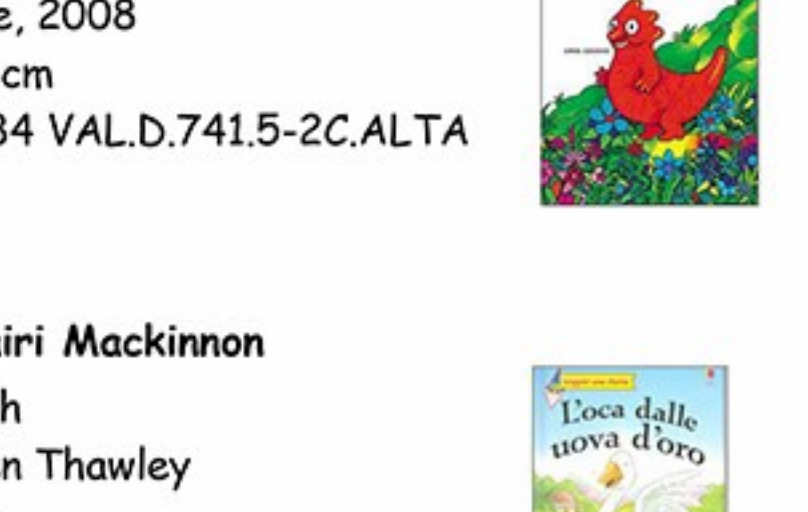 e, 2008
cm
34 VAL.D.741.5-2C.ALTA
iri Mackinnon
h
n Thawley
L'oca dalle
uova d'oro